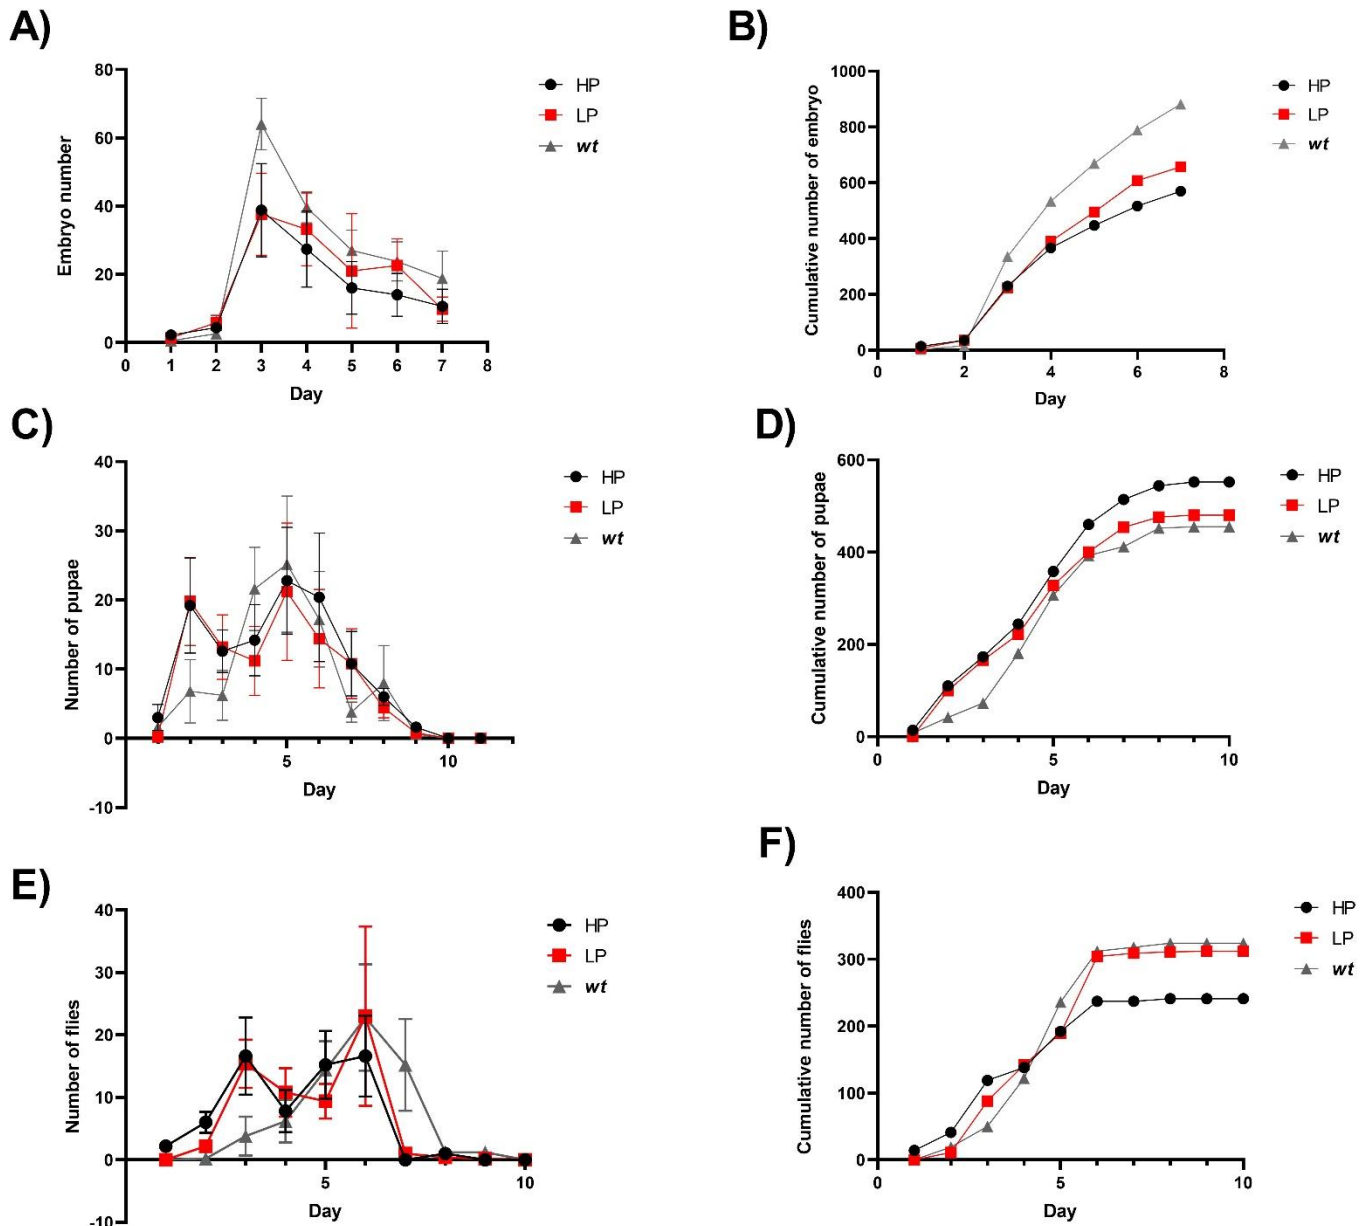 A)
Embryo number
80
60
40
20
0
0 1 2 3 4 5 6 7 8
Day
HP
LP
wt
B)
Cumulative number of embryo
1000
800
600
400
200
0
0 2 4 6 8
Day
HP
LP
wt
C)
Number of pupae
40
30
20
10
0
-10
5 10
Day
HP
LP
wt
D)
Cumulative number of pupae
600
400
200
0
0 5 10
Day
HP
LP
wt
E)
Number of flies
40
30
20
10
0
-10
5 10
Day
HP
LP
wt
F)
Cumulative number of flies
400
300
200
100
0
0 5 10
Day
HP
LP
wt